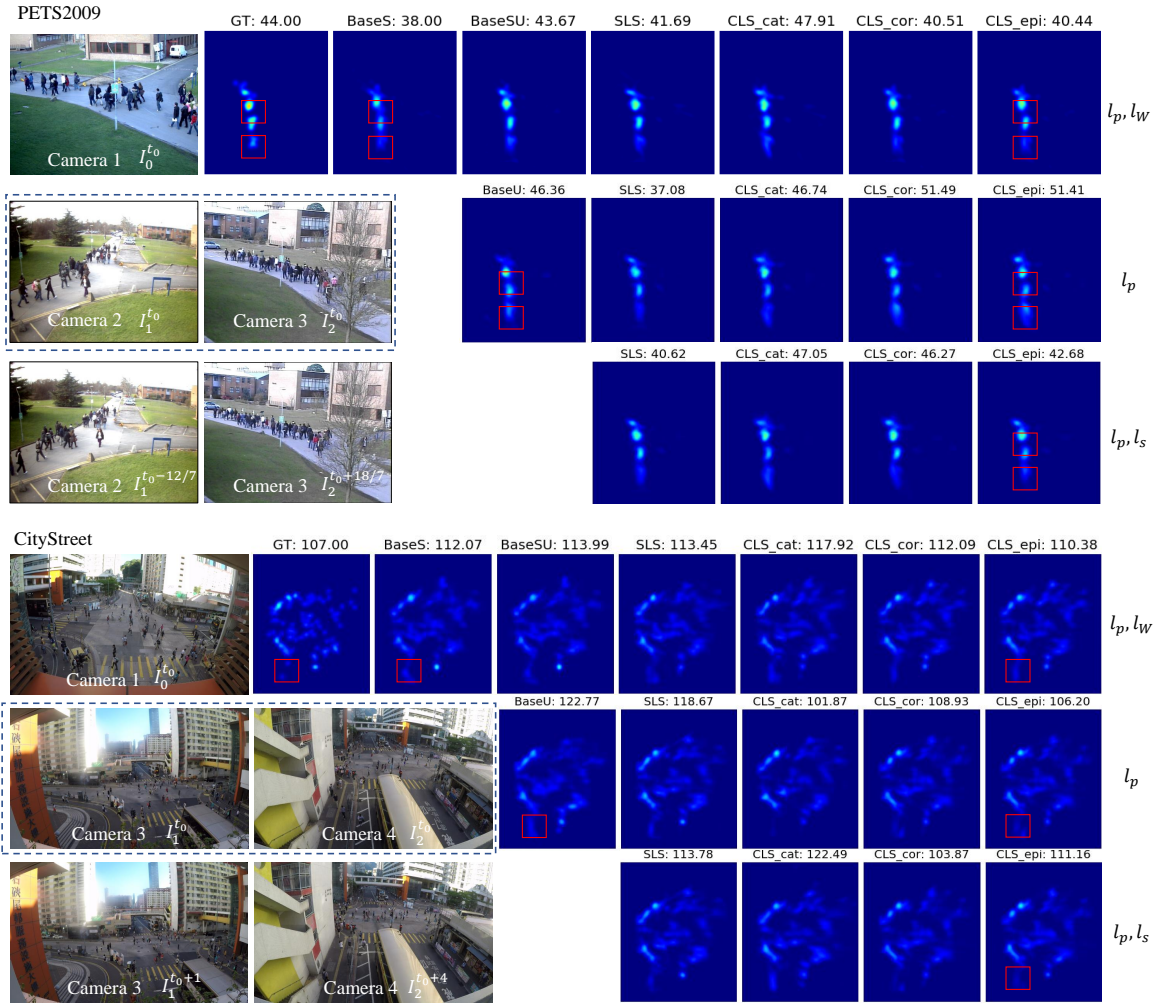 PETS2009
GT: 44.00 BaseS: 38.00 BaseSU: 43.67 SLS: 41.69 CLS_cat: 47.91 CLS_cor: 40.51 CLS_epi: 40.44
Camera 1 I_0^{t_0}
l_p, l_W
BaseU: 46.36 SLS: 37.08 CLS_cat: 46.74 CLS_cor: 51.49 CLS_epi: 51.41
Camera 2 I_1^{t_0} Camera 3 I_2^{t_0}
l_p
SLS: 40.62 CLS_cat: 47.05 CLS_cor: 46.27 CLS_epi: 42.68
Camera 2 I_1^{t_0-12/7} Camera 3 I_2^{t_0+18/7}
l_p, l_s
CityStreet
GT: 107.00 BaseS: 112.07 BaseSU: 113.99 SLS: 113.45 CLS_cat: 117.92 CLS_cor: 112.09 CLS_epi: 110.38
Camera 1 I_0^{t_0}
l_p, l_W
BaseU: 122.77 SLS: 118.67 CLS_cat: 101.87 CLS_cor: 108.93 CLS_epi: 106.20
Camera 3 I_1^{t_0} Camera 4 I_2^{t_0}
l_p
SLS: 113.78 CLS_cat: 122.49 CLS_cor: 103.87 CLS_epi: 111.16
Camera 3 I_1^{t_0+1} Camera 4 I_2^{t_0+4}
l_p, l_s